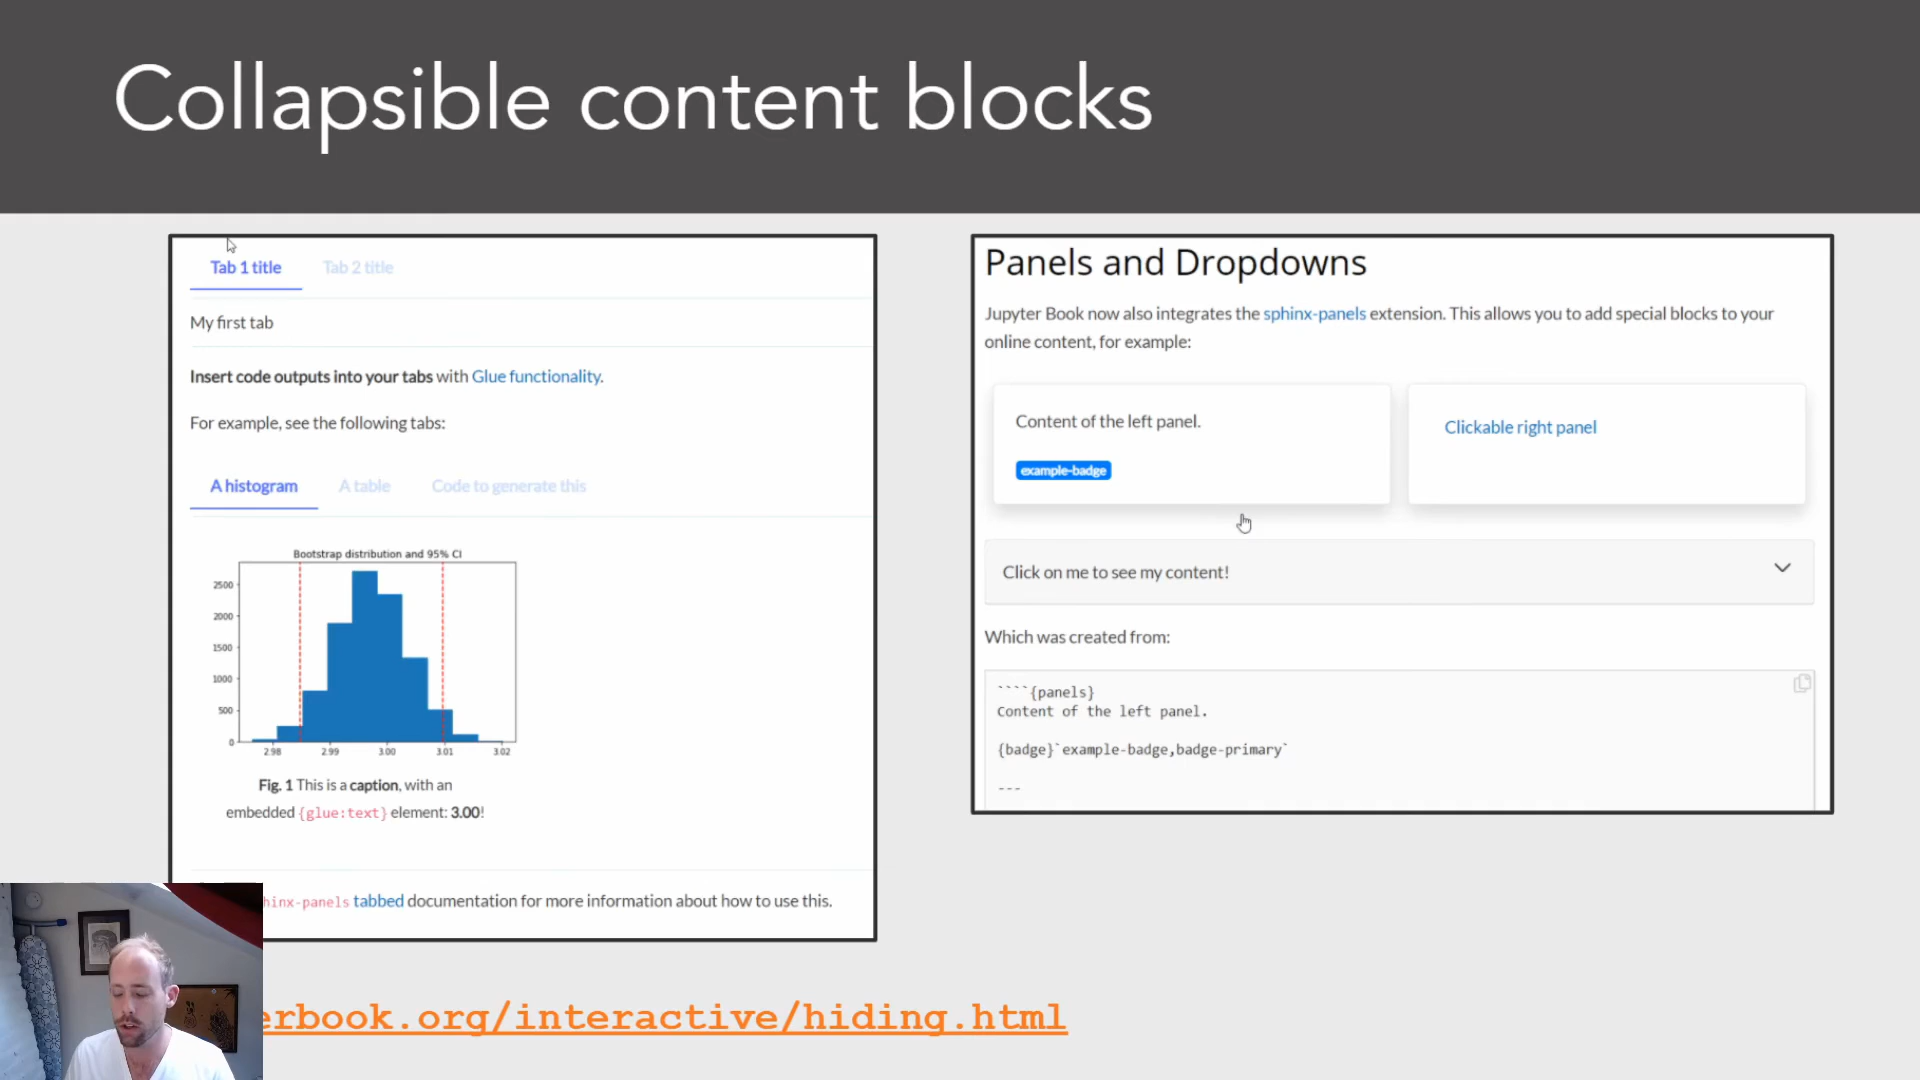 Collapsible content blocks
Tab 1 title Tab 2 title
My first tab
Insert code outputs into your tabs with Glue functionality.
For example, see the following tabs:
A histogram A table Code to generate this
Bootstrap distribution and 95% CI
2500
2000
1500
1000
500
0
2.98 2.99 3.00 3.01 3.02
Fig. 1 This is a caption, with an
embedded {glue:text} element: 3.00!
hinx-panels tabbed documentation for more information about how to use this.
Panels and Dropdowns
Jupyter Book now also integrates the sphinx-panels extension. This allows you to add special blocks to your
online content, for example:
Content of the left panel.
example-badge
Clickable right panel
Click on me to see my content!
Which was created from:
````{panels}
Content of the left panel.
{badge}`example-badge,badge-primary`
---
erbook.org/interactive/hiding.html